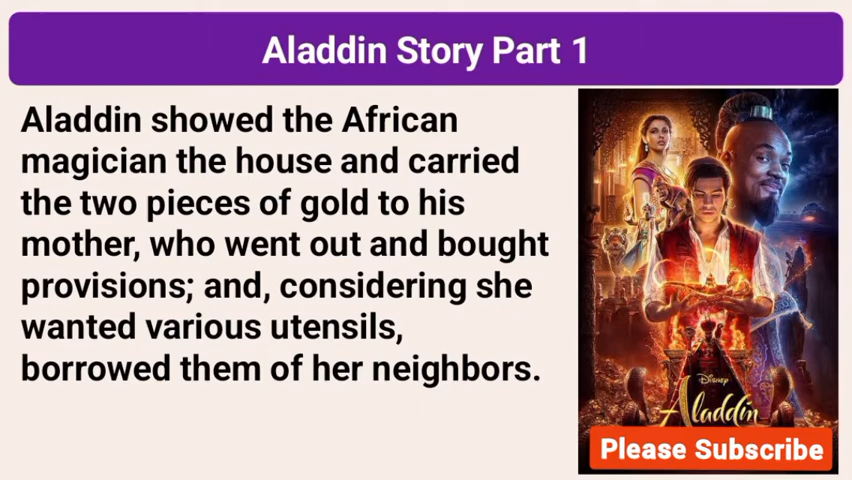 Aladdin Story Part 1
Aladdin showed the African
magician the house and carried
the two pieces of gold to his
mother, who went out and bought
provisions; and, considering she
wanted various utensils,
borrowed them of her neighbors.
Disney
Aladdin
Please Subscribe